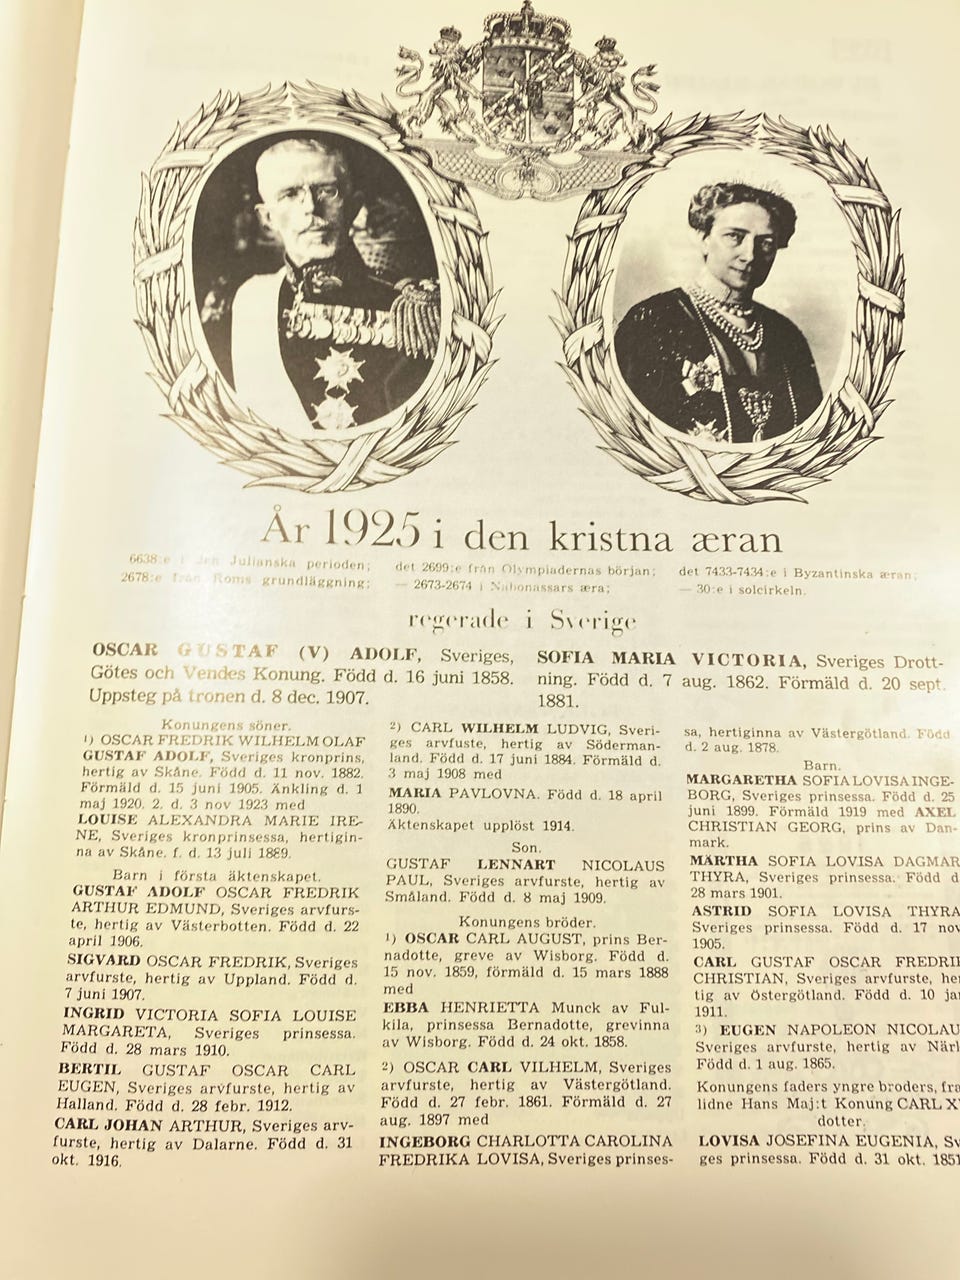 År 1925 i den kristna æran
6638:e i den Julianska perioden;
2678:e från Roms grundläggning;
det 2699:e från Olympiadernas början;
— 2673-2674 i Nabonassars æra;
det 7433-7434:e i Byzantinska æran;
— 30:e i solcirkeln.
regerade i Sverige
OSCAR GUSTAF (V) ADOLF, Sveriges,
Götes och Vendes Konung. Född d. 16 juni 1858.
Uppsteg på tronen d. 8 dec. 1907.
SOFIA MARIA VICTORIA, Sveriges Drott-
ning. Född d. 7 aug. 1862. Förmäld d. 20 sept.
1881.
Konungens söner.
1) OSCAR FREDRIK WILHELM OLAF
GUSTAF ADOLF, Sveriges kronprins,
hertig av Skåne. Född d. 11 nov. 1882.
Förmäld d. 15 juni 1905. Änkling d. 1
maj 1920. 2. d. 3 nov 1923 med
LOUISE ALEXANDRA MARIE IRE-
NE, Sveriges kronprinsessa, hertigin-
na av Skåne. f. d. 13 juli 1889.
Barn i första äktenskapet.
GUSTAF ADOLF OSCAR FREDRIK
ARTHUR EDMUND, Sveriges arvfurs-
te, hertig av Västerbotten. Född d. 22
april 1906.
SIGVARD OSCAR FREDRIK, Sveriges
arvfurste, hertig av Uppland. Född d.
7 juni 1907.
INGRID VICTORIA SOFIA LOUISE
MARGARETA, Sveriges prinsessa.
Född d. 28 mars 1910.
BERTIL GUSTAF OSCAR CARL
EUGEN, Sveriges arvfurste, hertig av
Halland. Född d. 28 febr. 1912.
CARL JOHAN ARTHUR, Sveriges arv-
furste, hertig av Dalarne. Född d. 31
okt. 1916.
2) CARL WILHELM LUDVIG, Sveri-
ges arvfuste, hertig av Söderman-
land. Född d. 17 juni 1884. Förmäld d.
3 maj 1908 med
MARIA PAVLOVNA. Född d. 18 april
1890.
Äktenskapet upplöst 1914.
Son.
GUSTAF LENNART NICOLAUS
PAUL, Sveriges arvfurste, hertig av
Småland. Född d. 8 maj 1909.
Konungens bröder.
1) OSCAR CARL AUGUST, prins Ber-
nadotte, greve av Wisborg. Född d.
15 nov. 1859, förmäld d. 15 mars 1888
med
EBBA HENRIETTA Munck av Ful-
kila, prinsessa Bernadotte, grevinna
av Wisborg. Född d. 24 okt. 1858.
2) OSCAR CARL VILHELM, Sveriges
arvfurste, hertig av Västergötland.
Född d. 27 febr. 1861. Förmäld d. 27
aug. 1897 med
INGEBORG CHARLOTTA CAROLINA
FREDRIKA LOVISA, Sveriges prinses-
sa, hertiginna av Västergötland. Född
d. 2 aug. 1878.
Barn.
MARGARETHA SOFIA LOVISA INGE-
BORG, Sveriges prinsessa. Född d. 25
juni 1899. Förmäld 1919 med AXEL
CHRISTIAN GEORG, prins av Dan-
mark.
MÄRTHA SOFIA LOVISA DAGMAR
THYRA, Sveriges prinsessa. Född d.
28 mars 1901.
ASTRID SOFIA LOVISA THYRA
Sveriges prinsessa. Född d. 17 nov
1905.
CARL GUSTAF OSCAR FREDRIK
CHRISTIAN, Sveriges arvfurste, her-
tig av Östergötland. Född d. 10 jan
1911.
3) EUGEN NAPOLEON NICOLAU
Sveriges arvfurste, hertig av Närk
Född d. 1 aug. 1865.
Konungens faders yngre broders, fra
lidne Hans Maj:t Konung CARL X
dotter.
LOVISA JOSEFINA EUGENIA, Sv
ges prinsessa. Född d. 31 okt. 1851